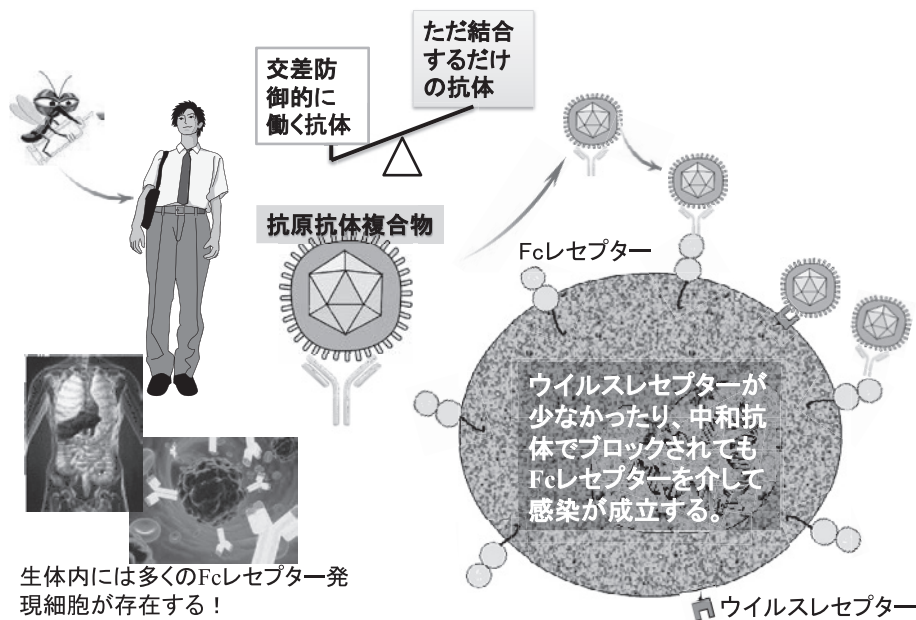 交差防
御的に
働く抗体
ただ結合
するだけ
の抗体
抗原抗体複合物
Fcレセプター
ウイルスレセプターが
少なかったり、中和抗
体でブロックされても
Fcレセプターを介して
感染が成立する。
生体内には多くのFcレセプター発
現細胞が存在する！
ウイルスレセプター